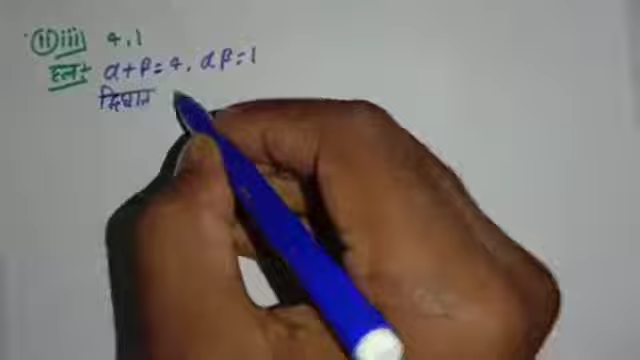 (ii) iii) 4, 1
हल:- α+β=4, αβ=1
द्विघात